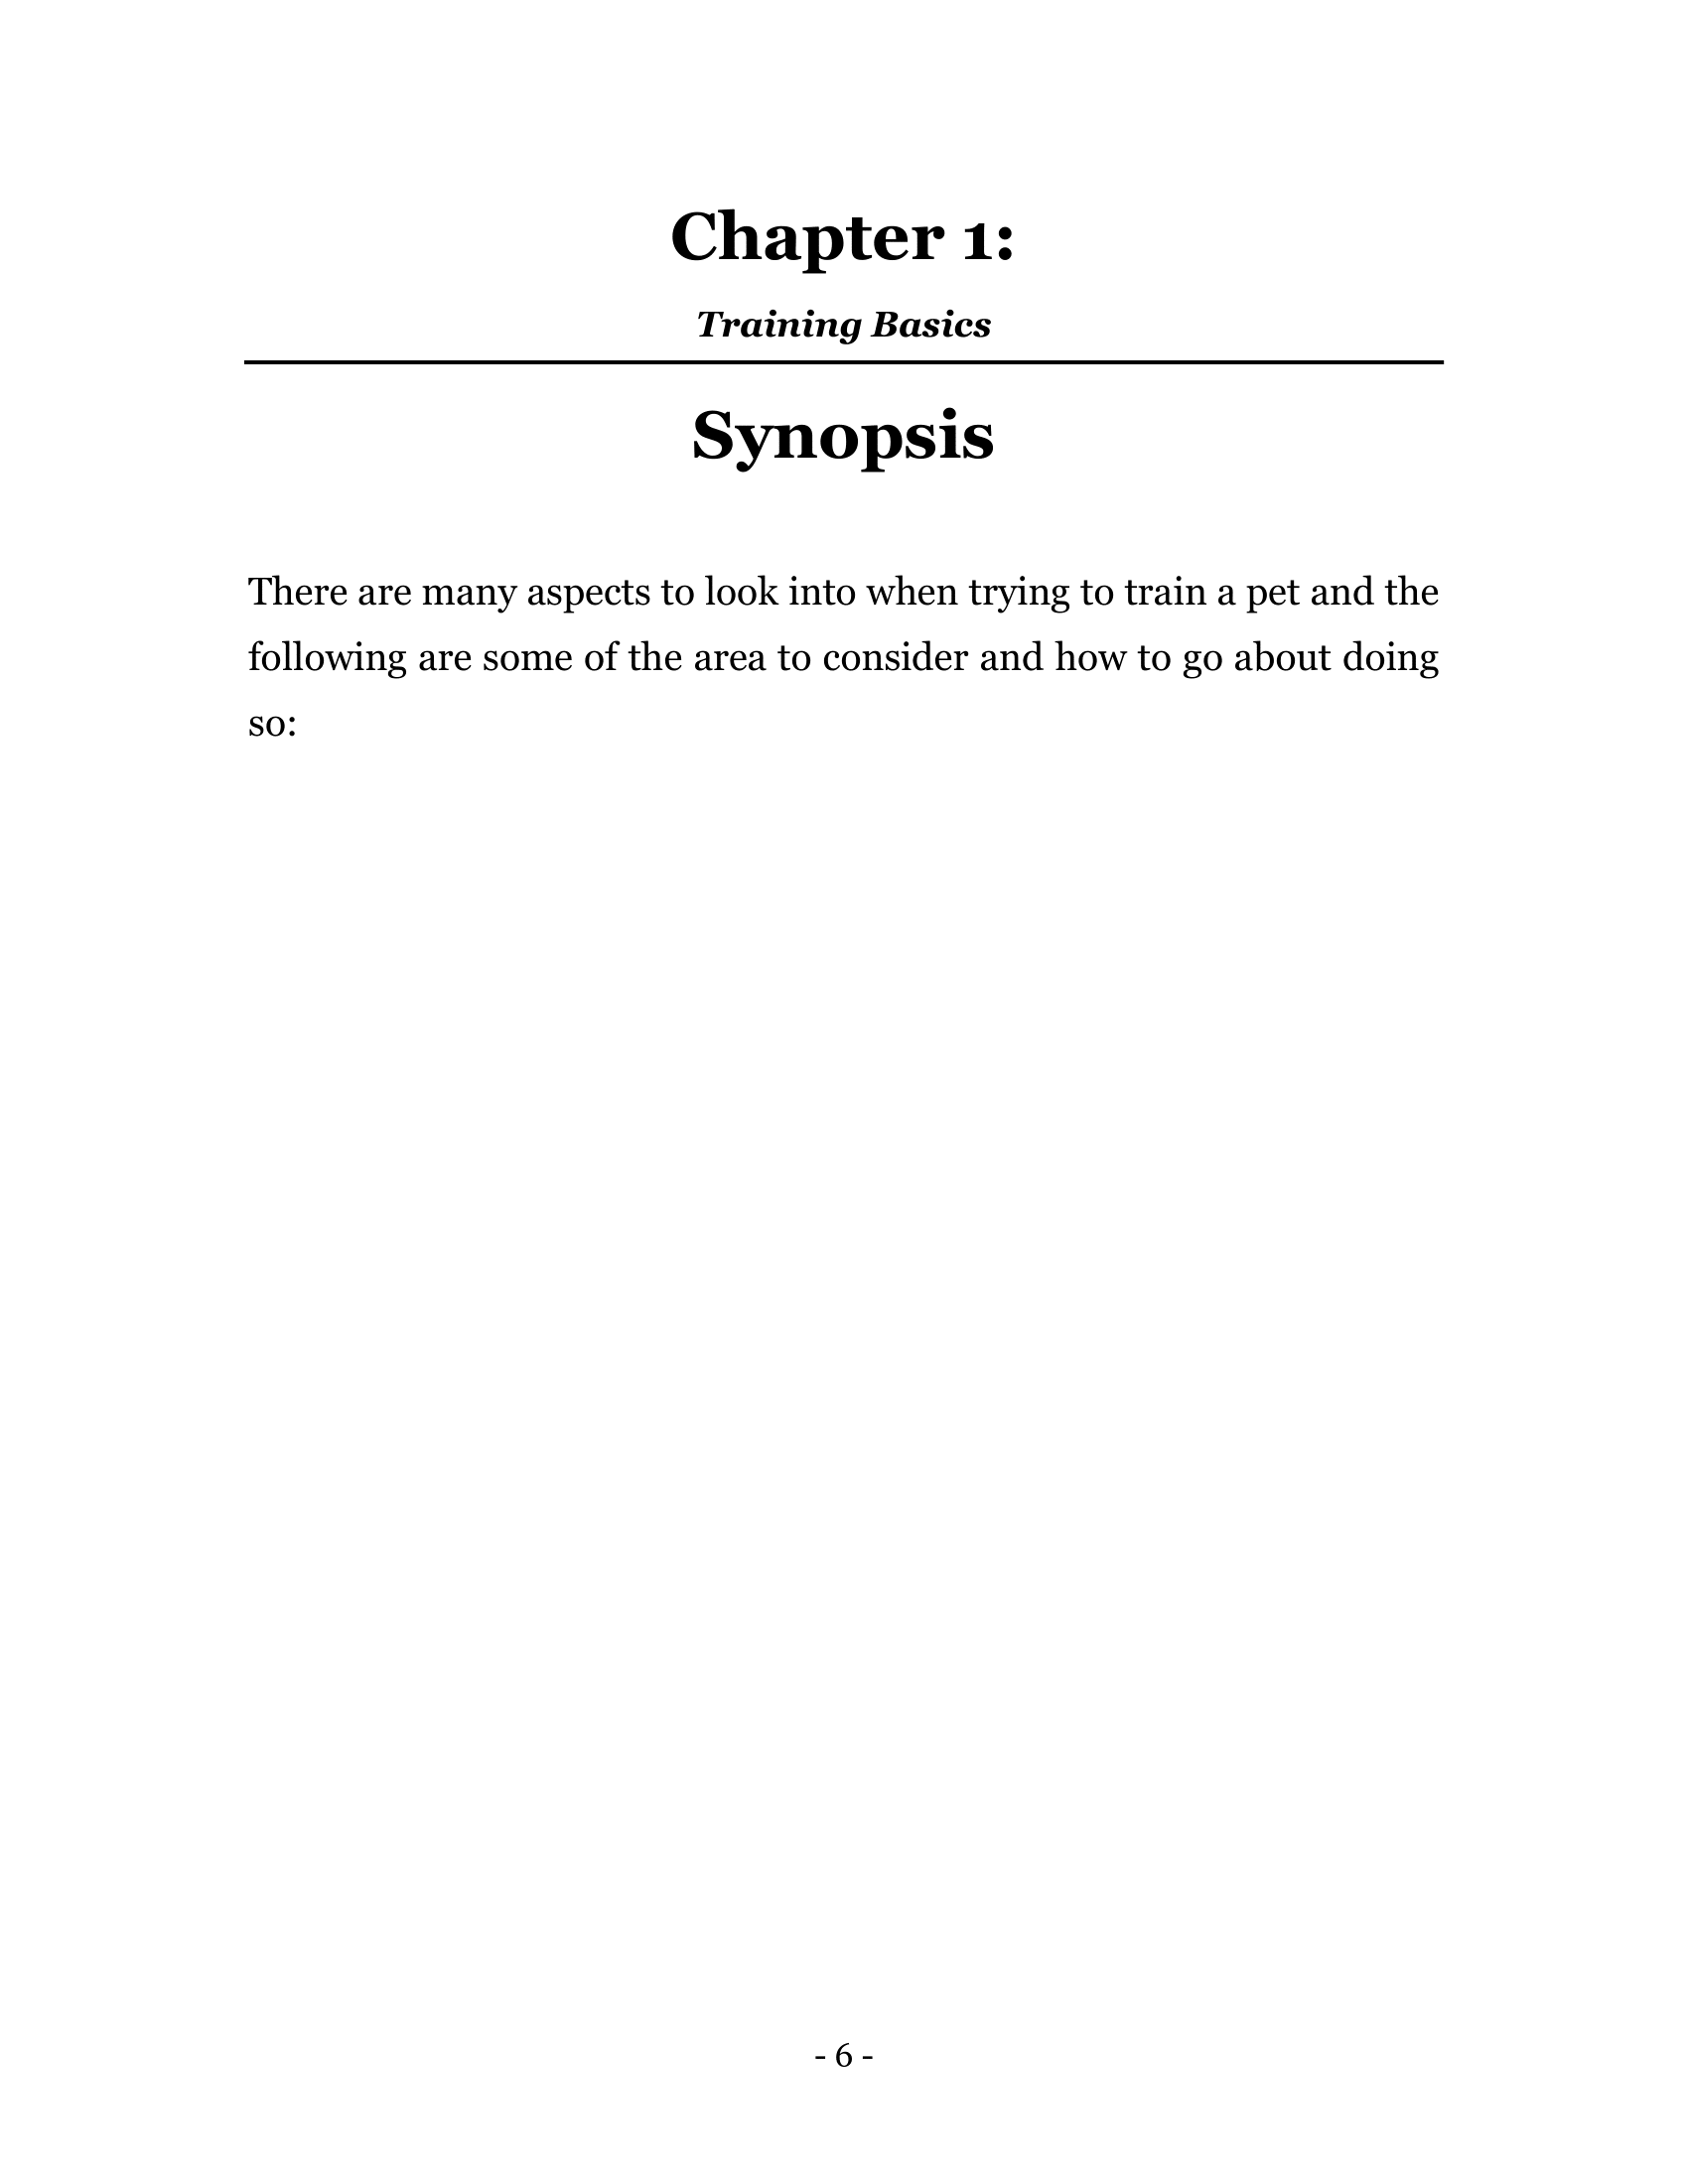 Chapter 1:
Training Basics
Synopsis
There are many aspects to look into when trying to train a pet and the
following are some of the area to consider and how to go about doing
so:
- 6 -